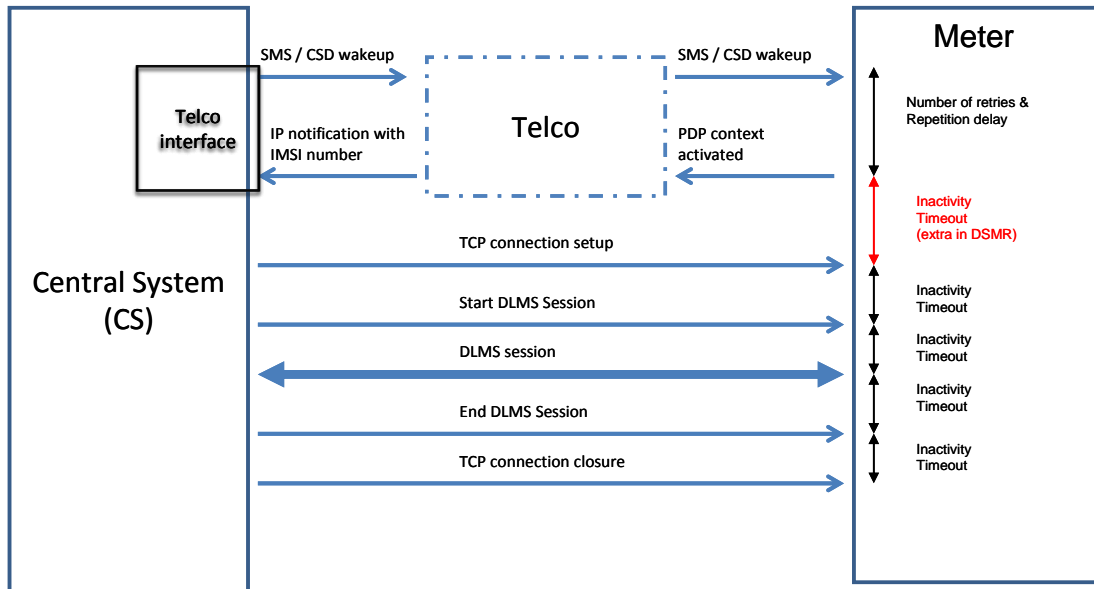 Meter
SMS / CSD wakeup
SMS / CSD wakeup
Telco
interface
Telco
Number of retries &
Repetition delay
IP notification with
IMSI number
PDP context
activated
Inactivity
Timeout
(extra in DSMR)
TCP connection setup
Central System
(CS)
Start DLMS Session
Inactivity
Timeout
DLMS session
Inactivity
Timeout
End DLMS Session
Inactivity
Timeout
TCP connection closure
Inactivity
Timeout